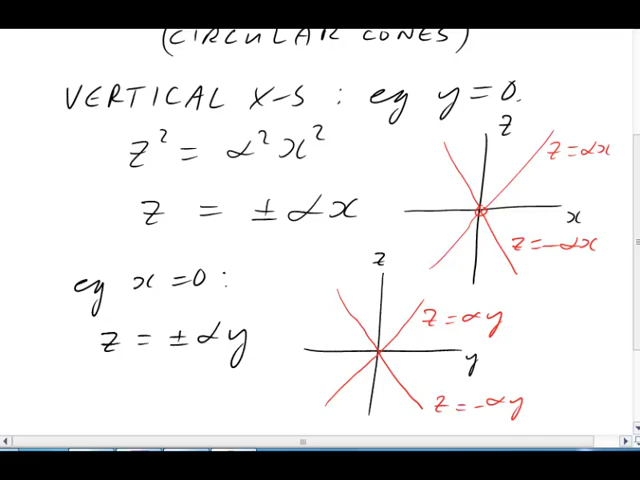 (CIRCULAR CONES)
VERTICAL X-S : eg y = 0.
z² = α²x²
z = ± αx
z
z = αx
x
z = -αx
eg x = 0 :
z = ± αy
z
z = αy
y
z = -αy